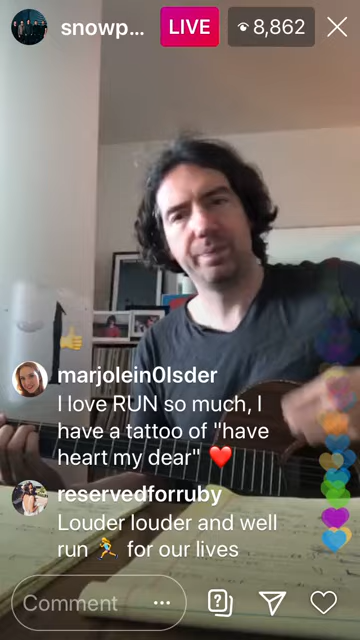 snowp...
LIVE
8,862
marjolein0lsder
I love RUN so much, I
have a tattoo of "have
heart my dear" ❤️
reservedforruby
Louder louder and well
run 🏃 for our lives
Comment